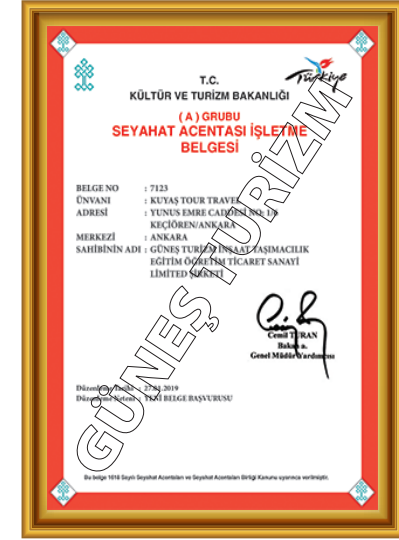 Türkiye
T.C.
KÜLTÜR VE TURİZM BAKANLIĞI
( A ) GRUBU
SEYAHAT ACENTASI İŞLETME
BELGESİ
BELGE NO : 7123
ÜNVANI : KUYAŞ TOUR TRAVEL
ADRESİ : YUNUS EMRE CADDESİ NO: 1/6
KEÇİÖREN/ANKARA
MERKEZİ : ANKARA
SAHİBİNİN ADI : GÜNEŞ TURİZM İNŞAAT TAŞIMACILIK
EĞİTİM ÖĞRETİM TİCARET SANAYİ
LİMİTED ŞİRKETİ
Cemil TURAN
Bakan a.
Genel Müdür Yardımcısı
Düzenleme Tarihi : 27.03.2019
Düzenleme Neteni : YENİ BELGE BAŞVURUSU
GÜNEŞ TURİZM
Bu belge 1618 Sayılı Seyahat Acentaları ve Seyahat Acentaları Birliği Kanunu uyarınca verilmiştir.